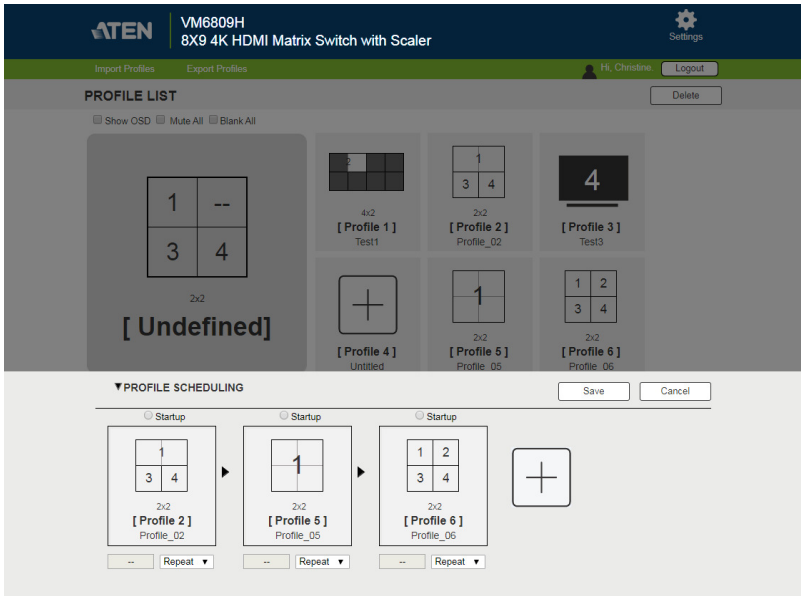 ATEN
VM6809H
8X9 4K HDMI Matrix Switch with Scaler
Settings
Import Profiles Export Profiles Hi, Christine. Logout
PROFILE LIST Delete
Show OSD Mute All Blank All
1 --
3 4
2x2
[ Undefined]
2
4x2
[ Profile 1 ]
Test1
1
3 4
2x2
[ Profile 2 ]
Profile_02
4
[ Profile 3 ]
Test3
[ Profile 4 ]
Untitled
1
2x2
[ Profile 5 ]
Profile_05
1 2
3 4
2x2
[ Profile 6 ]
Profile_06
▼PROFILE SCHEDULING Save Cancel
Startup Startup Startup
1
3 4
2x2
[ Profile 2 ]
Profile_02
-- Repeat ▼
1
2x2
[ Profile 5 ]
Profile_05
-- Repeat ▼
1 2
3 4
2x2
[ Profile 6 ]
Profile_06
-- Repeat ▼